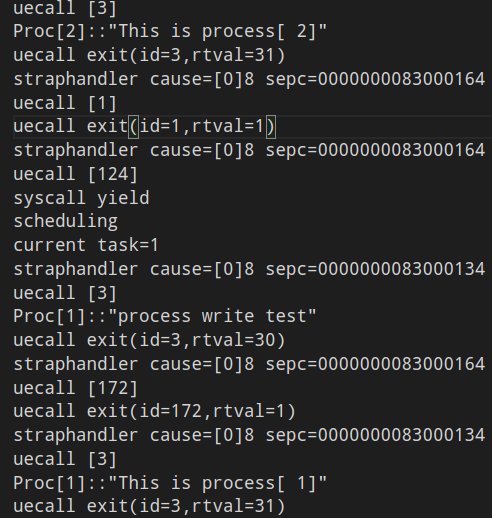 uecall [3]
Proc[2]::"This is process[ 2]"
uecall exit(id=3,rtval=31)
straphandler cause=[0]8 sepc=0000000083000164
uecall [1]
uecall exit(id=1,rtval=1)
straphandler cause=[0]8 sepc=0000000083000164
uecall [124]
syscall yield
scheduling
current task=1
straphandler cause=[0]8 sepc=0000000083000134
uecall [3]
Proc[1]::"process write test"
uecall exit(id=3,rtval=30)
straphandler cause=[0]8 sepc=0000000083000164
uecall [172]
uecall exit(id=172,rtval=1)
straphandler cause=[0]8 sepc=0000000083000134
uecall [3]
Proc[1]::"This is process[ 1]"
uecall exit(id=3,rtval=31)